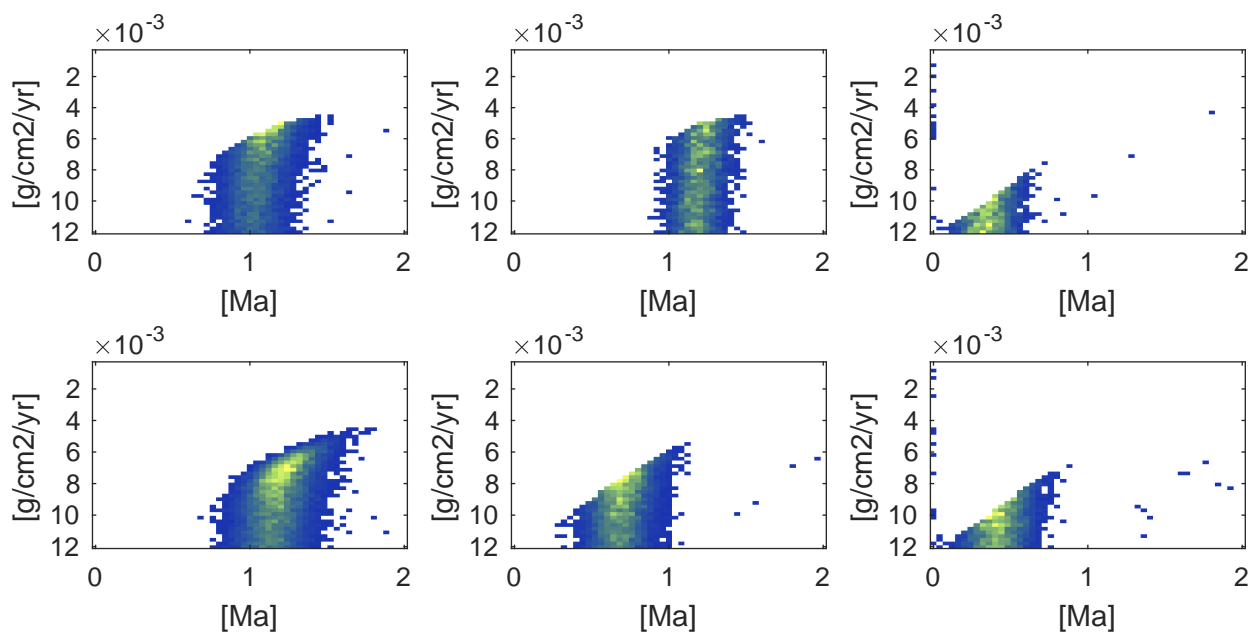 ×10-3 ×10-3 ×10-3
[g/cm2/yr] 2 4 6 8 10 12 [g/cm2/yr] 2 4 6 8 10 12 [g/cm2/yr] 2 4 6 8 10 12
0 1 2 0 1 2 0 1 2
[Ma] [Ma] [Ma]
×10-3 ×10-3 ×10-3
[g/cm2/yr] 2 4 6 8 10 12 [g/cm2/yr] 2 4 6 8 10 12 [g/cm2/yr] 2 4 6 8 10 12
0 1 2 0 1 2 0 1 2
[Ma] [Ma] [Ma]